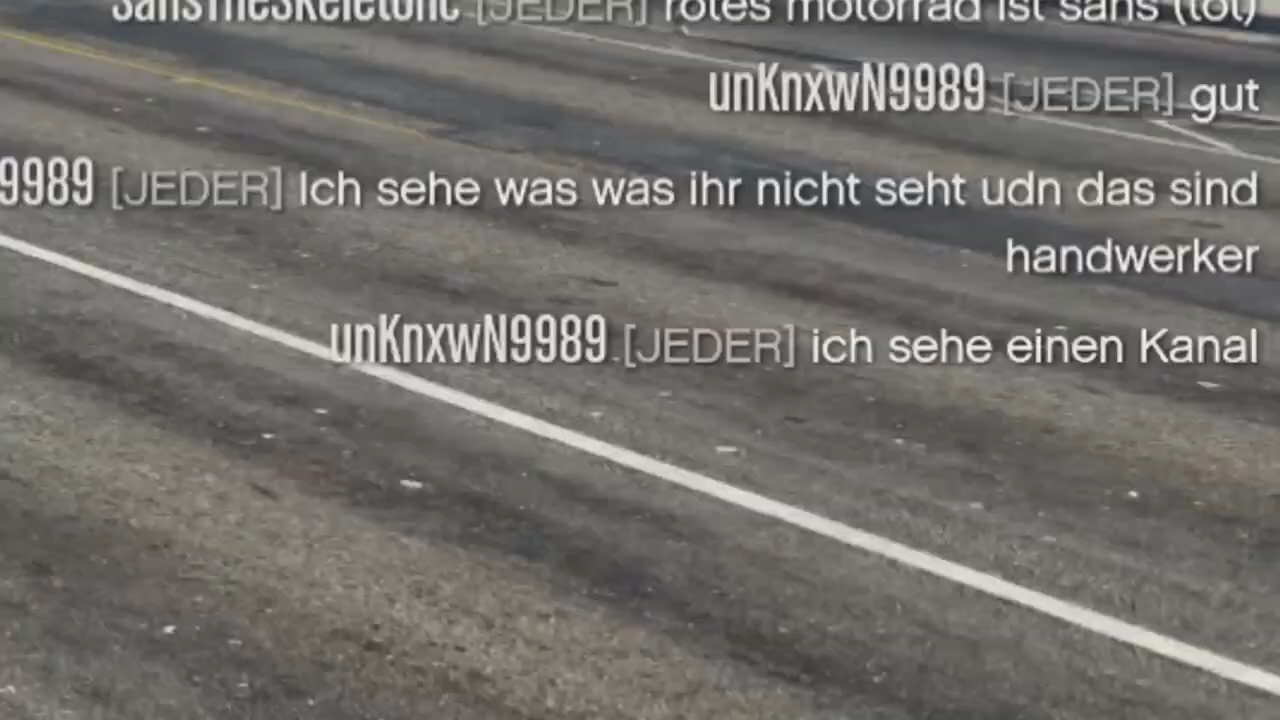 SansTheSkeletont [JEDER] rotes motorrad ist sans (tot)
unKnxwN9989 [JEDER] gut
9989 [JEDER] Ich sehe was was ihr nicht seht udn das sind
handwerker
unKnxwN9989 [JEDER] ich sehe einen Kanal